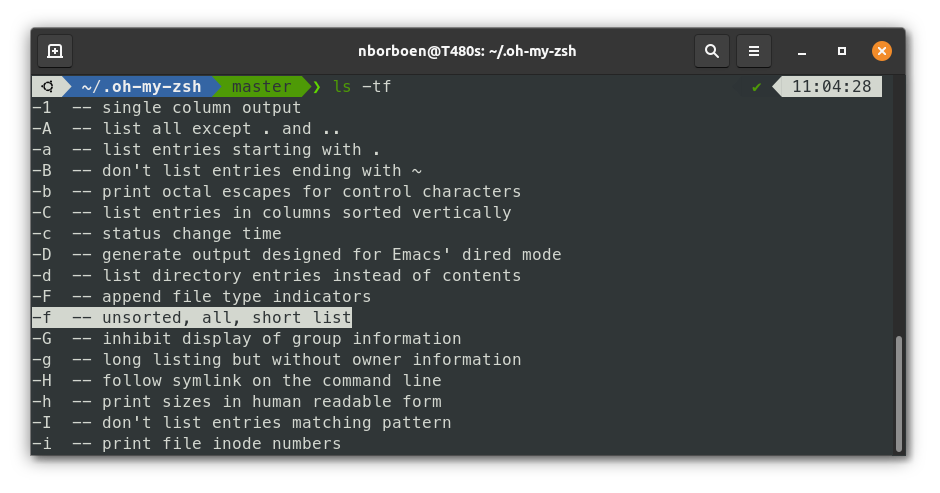 nborboen@T480s: ~/.oh-my-zsh
~/.oh-my-zsh master ❯ ls -tf ✔ 11:04:28
-1 -- single column output
-A -- list all except . and ..
-a -- list entries starting with .
-B -- don't list entries ending with ~
-b -- print octal escapes for control characters
-C -- list entries in columns sorted vertically
-c -- status change time
-D -- generate output designed for Emacs' dired mode
-d -- list directory entries instead of contents
-F -- append file type indicators
-f -- unsorted, all, short list
-G -- inhibit display of group information
-g -- long listing but without owner information
-H -- follow symlink on the command line
-h -- print sizes in human readable form
-I -- don't list entries matching pattern
-i -- print file inode numbers